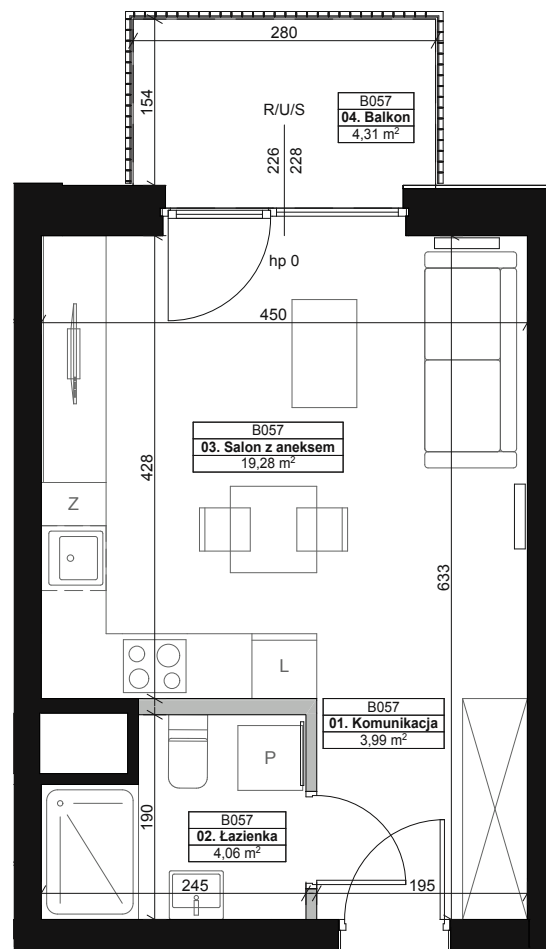 280
154
R/U/S
B057
04. Balkon
4,31 m²
226
228
hp 0
450
B057
03. Salon z aneksem
19,28 m²
428
Z
633
L
B057
01. Komunikacja
3,99 m²
P
190
B057
02. Łazienka
4,06 m²
245
195